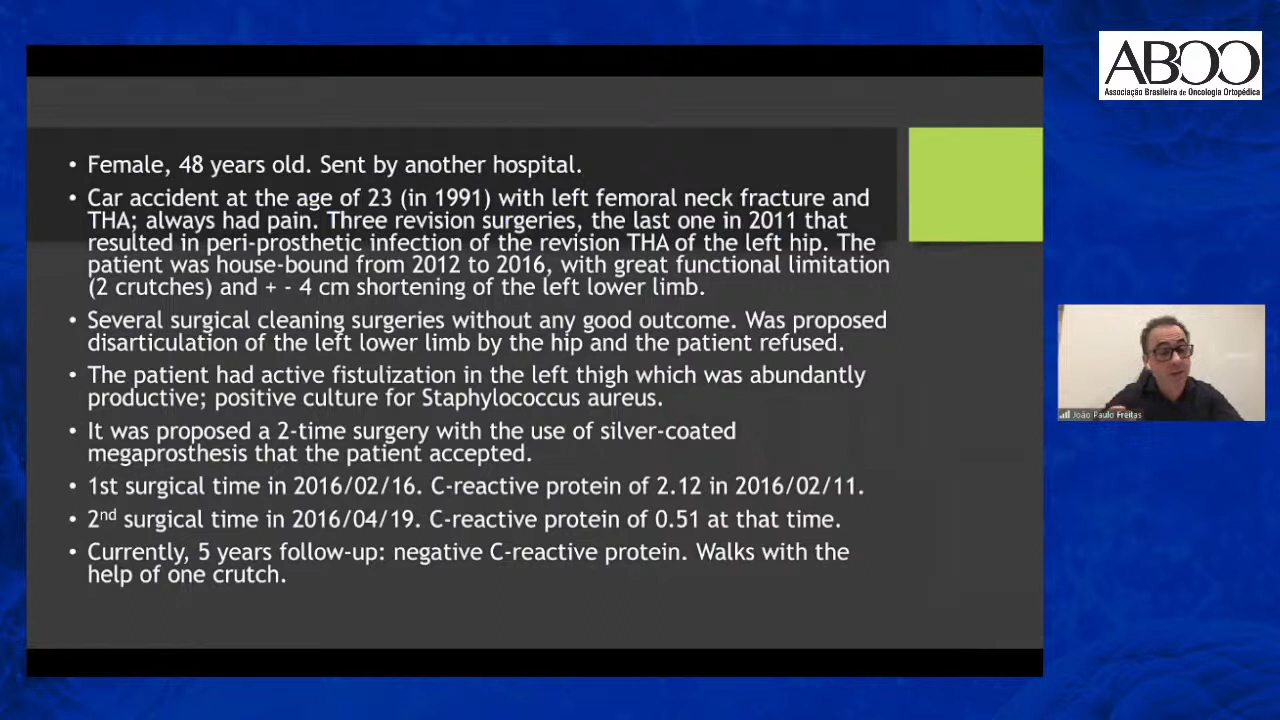 ABOO
Associação Brasileira de Oncologia Ortopédica
• Female, 48 years old. Sent by another hospital.
• Car accident at the age of 23 (in 1991) with left femoral neck fracture and
THA; always had pain. Three revision surgeries, the last one in 2011 that
resulted in peri-prosthetic infection of the revision THA of the left hip. The
patient was house-bound from 2012 to 2016, with great functional limitation
(2 crutches) and + - 4 cm shortening of the left lower limb.
• Several surgical cleaning surgeries without any good outcome. Was proposed
disarticulation of the left lower limb by the hip and the patient refused.
• The patient had active fistulization in the left thigh which was abundantly
productive; positive culture for Staphylococcus aureus.
• It was proposed a 2-time surgery with the use of silver-coated
megaprosthesis that the patient accepted.
• 1st surgical time in 2016/02/16. C-reactive protein of 2.12 in 2016/02/11.
• 2nd surgical time in 2016/04/19. C-reactive protein of 0.51 at that time.
• Currently, 5 years follow-up: negative C-reactive protein. Walks with the
help of one crutch.
João Paulo Freitas